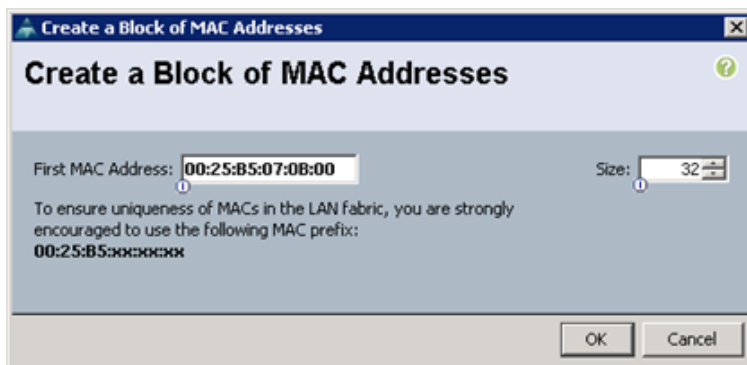 Create a Block of MAC Addresses
Create a Block of MAC Addresses
First MAC Address: 00:25:B5:07:0B:00 Size: 32
To ensure uniqueness of MACs in the LAN fabric, you are strongly
encouraged to use the following MAC prefix:
00:25:B5:xx:xx:xx
OK Cancel